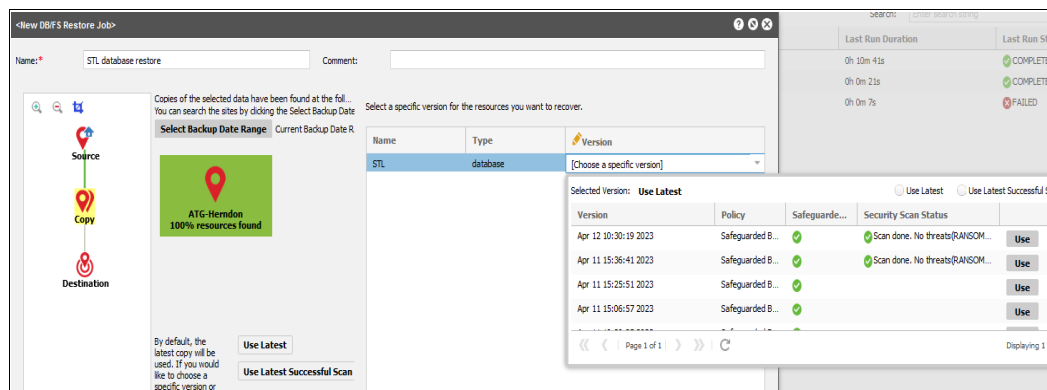 <New DB/FS Restore Job>
Search: Enter search string
Last Run Duration Last Run St
Name:* STL database restore Comment:
0h 10m 41s COMPLETE
0h 0m 21s COMPLETE
0h 0m 7s FAILED
Copies of the selected data have been found at the foll...
You can search the sites by clicking the Select Backup Date
Select Backup Date Range Current Backup Date R
Select a specific version for the resources you want to recover.
Source
Copy
Destination
ATG-Herndon
100% resources found
Name Type Version
STL database [Choose a specific version]
Selected Version: Use Latest Use Latest Use Latest Successful S
Version Policy Safeguarde... Security Scan Status
Apr 12 10:30:19 2023 Safeguarded B... Scan done. No threats(RANSOM... Use
Apr 11 15:36:41 2023 Safeguarded B... Scan done. No threats(RANSOM... Use
Apr 11 15:25:51 2023 Safeguarded B... Use
Apr 11 15:06:57 2023 Safeguarded B... Use
Page 1 of 1 Displaying 1
By default, the
latest copy will be
used. If you would
like to choose a
specific version or
Use Latest
Use Latest Successful Scan